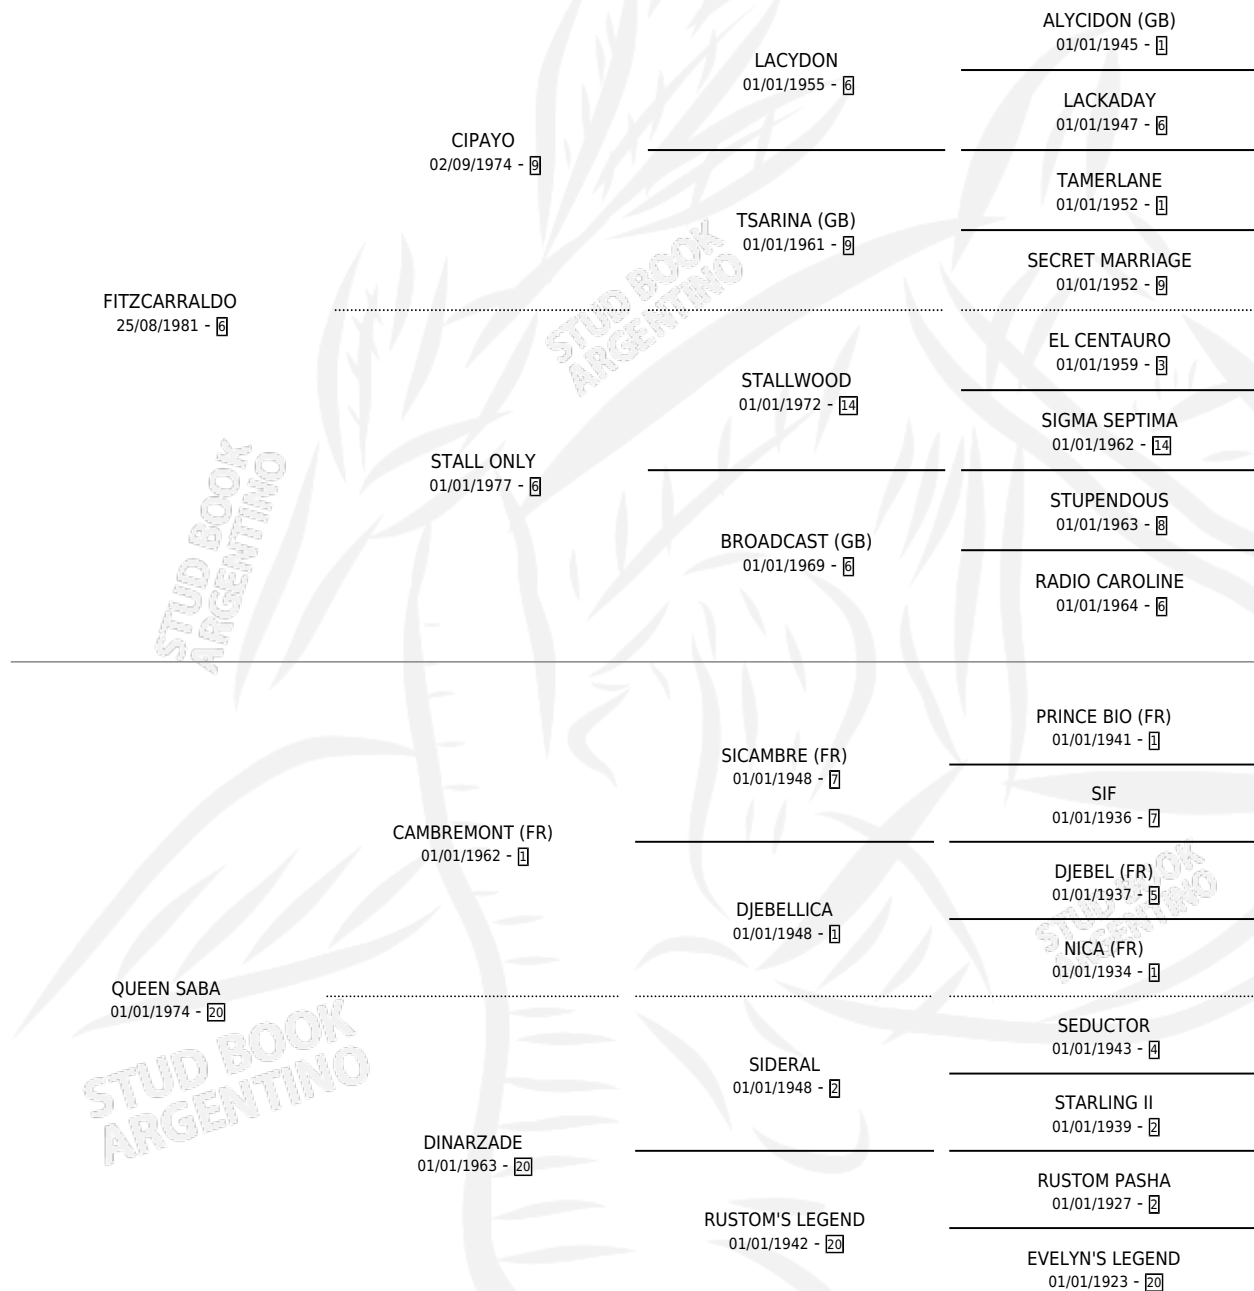 ALYCIDON (GB)
01/01/1945 - 1
LACYDON
01/01/1955 - 6
LACKADAY
01/01/1947 - 6
CIPAYO
02/09/1974 - 9
TAMERLANE
01/01/1952 - 1
TSARINA (GB)
01/01/1961 - 9
SECRET MARRIAGE
01/01/1952 - 9
FITZCARRALDO
25/08/1981 - 6
STUD BOOK
ARGENTINO
EL CENTAURO
01/01/1959 - 3
STALLWOOD
01/01/1972 - 14
SIGMA SEPTIMA
01/01/1962 - 14
STALL ONLY
01/01/1977 - 6
STUPENDOUS
01/01/1963 - 8
BROADCAST (GB)
01/01/1969 - 6
RADIO CAROLINE
01/01/1964 - 6
STUD BOOK
ARGENTINO
PRINCE BIO (FR)
01/01/1941 - 1
SICAMBRE (FR)
01/01/1948 - 7
SIF
01/01/1936 - 7
CAMBREMONT (FR)
01/01/1962 - 1
DJEBEL (FR)
01/01/1937 - 5
DJEBELLICA
01/01/1948 - 1
STUD BOOK
ARGENTINO
NICA (FR)
01/01/1934 - 1
QUEEN SABA
01/01/1974 - 20
SEDUCTOR
01/01/1943 - 4
SIDERAL
01/01/1948 - 2
STARLING II
01/01/1939 - 2
STUD BOOK
ARGENTINO
DINARZADE
01/01/1963 - 20
RUSTOM PASHA
01/01/1927 - 2
RUSTOM'S LEGEND
01/01/1942 - 20
EVELYN'S LEGEND
01/01/1923 - 20